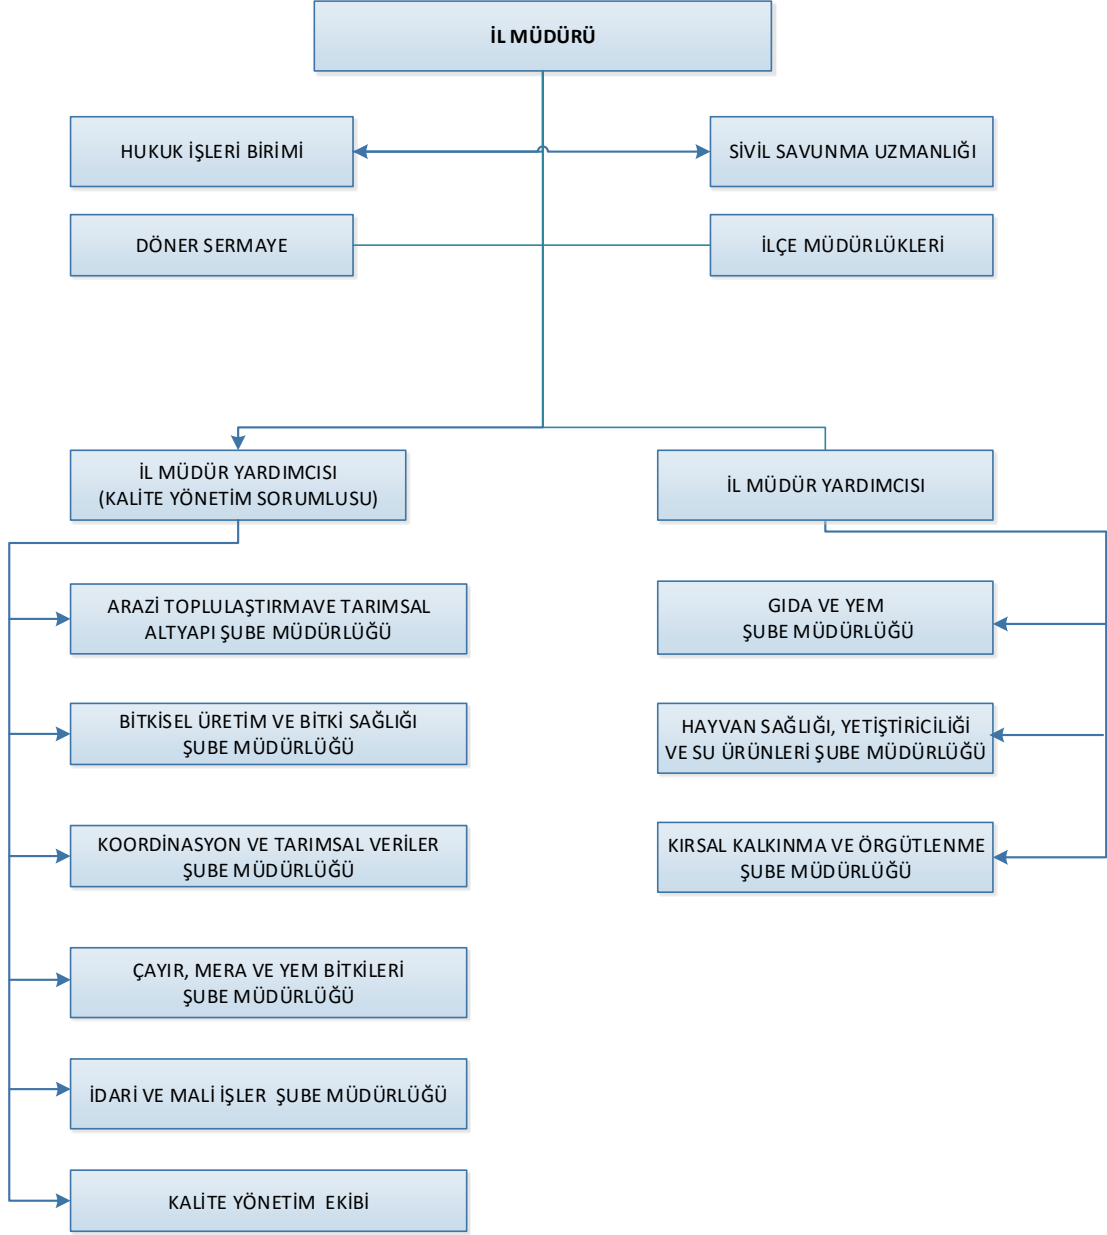 İL MÜDÜRÜ
HUKUK İŞLERİ BİRİMİ
SİVİL SAVUNMA UZMANLIĞI
DÖNER SERMAYE
İLÇE MÜDÜRLÜKLERİ
İL MÜDÜR YARDIMCISI
(KALİTE YÖNETİM SORUMLUSU)
İL MÜDÜR YARDIMCISI
ARAZİ TOPLULAŞTIRMAVE TARIMSAL
ALTYAPI ŞUBE MÜDÜRLÜĞÜ
BİTKİSEL ÜRETİM VE BİTKİ SAĞLIĞI
ŞUBE MÜDÜRLÜĞÜ
KOORDİNASYON VE TARIMSAL VERİLER
ŞUBE MÜDÜRLÜĞÜ
ÇAYIR, MERA VE YEM BİTKİLERİ
ŞUBE MÜDÜRLÜĞÜ
İDARİ VE MALİ İŞLER ŞUBE MÜDÜRLÜĞÜ
KALİTE YÖNETİM EKİBİ
GIDA VE YEM
ŞUBE MÜDÜRLÜĞÜ
HAYVAN SAĞLIĞI, YETİŞTİRİCİLİĞİ
VE SU ÜRÜNLERİ ŞUBE MÜDÜRLÜĞÜ
KIRSAL KALKINMA VE ÖRGÜTLENME
ŞUBE MÜDÜRLÜĞÜ